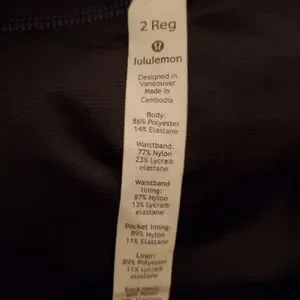 2 Reg
lululemon
Designed in
Vancouver
Made in
Cambodia
Body:
86% Polyester
14% Elastane
Waistband:
77% Nylon
23% Lycra®
elastane
Waistband
lining:
87% Nylon
13% Lycra®
elastane
Pocket lining:
89% Nylon
11% Elastane
Liner:
89% Polyester
11% Lycra®
elastane
Nylon